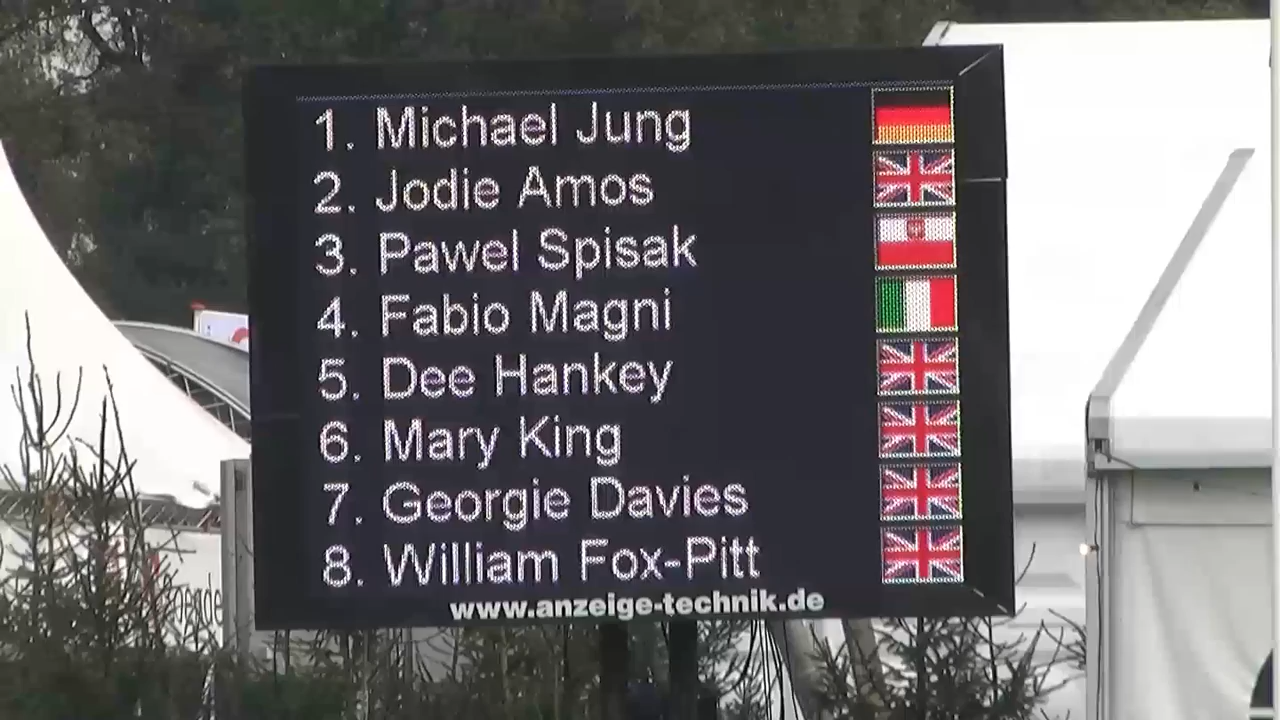 1. Michael Jung
2. Jodie Amos
3. Pawel Spisak
4. Fabio Magni
5. Dee Hankey
6. Mary King
7. Georgie Davies
8. William Fox-Pitt
www.anzeige-technik.de